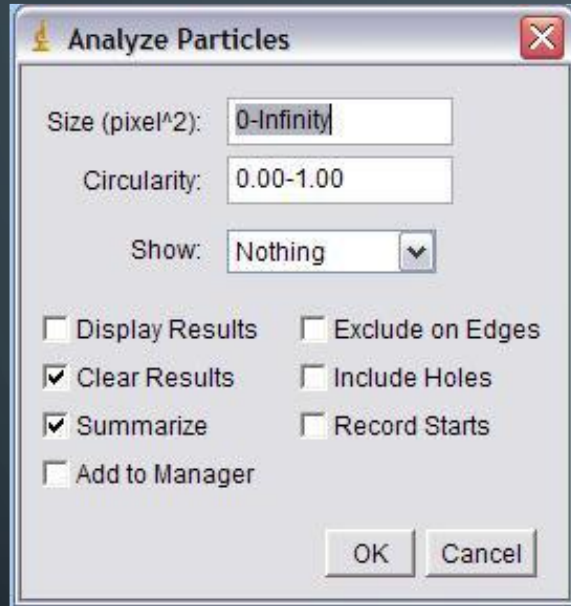 Analyze Particles
Size (pixel^2): 0-Infinity
Circularity: 0.00-1.00
Show: Nothing
Display Results Exclude on Edges
Clear Results Include Holes
Summarize Record Starts
Add to Manager
OK Cancel